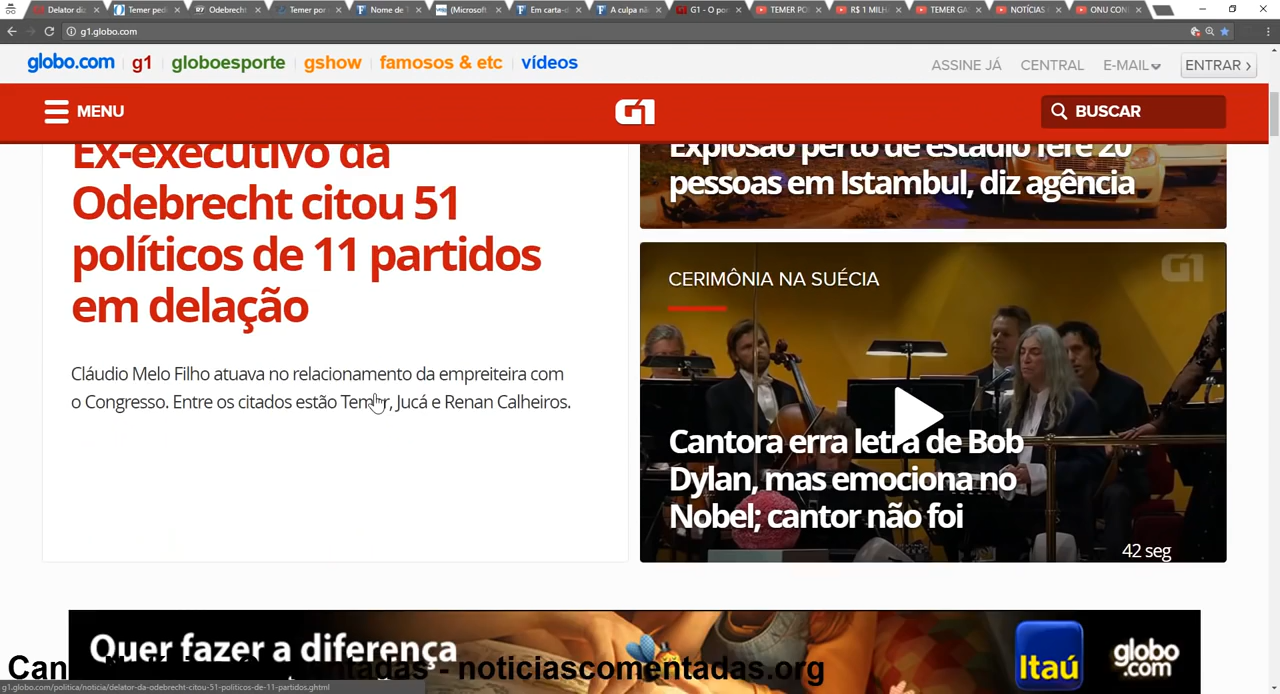 Delator diz
Temer pedi
Odebrecht
Temer por
Nome de T
(Microsoft
Em carta-d
A culpa nã
G1 - O por
TEMER PO
R$ 1 MILH
TEMER GA
NOTÍCIAS
ONU CON
g1.globo.com
globo.com g1 globoesporte gshow famosos & etc vídeos
ASSINE JÁ CENTRAL E-MAIL ENTRAR ›
MENU
G1
BUSCAR
Ex-executivo da
Odebrecht citou 51
políticos de 11 partidos
em delação
Cláudio Melo Filho atuava no relacionamento da empreiteira com
o Congresso. Entre os citados estão Temer, Jucá e Renan Calheiros.
Explosão perto de estádio fere 20
pessoas em Istambul, diz agência
CERIMÔNIA NA SUÉCIA
G1
Cantora erra letra de Bob
Dylan, mas emociona no
Nobel; cantor não foi
42 seg
Quer fazer a diferença
Itaú
globo
.com
noticiascomentadas.org
g1.globo.com/politica/noticia/delator-da-odebrecht-citou-51-politicos-de-11-partidos.ghtml